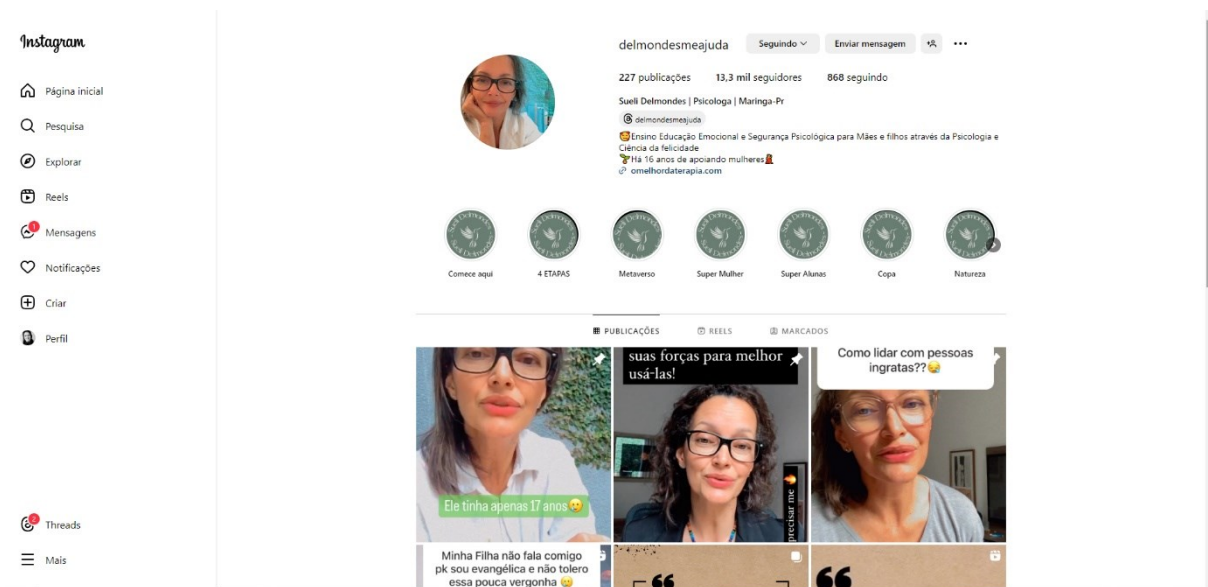 Instagram
Página inicial
Pesquisa
Explorar
Reels
1
Mensagens
Notificações
Criar
Perfil
2
Threads
Mais
delmondesmeajuda Seguindo Enviar mensagem
227 publicações 13,3 mil seguidores 868 seguindo
Sueli Delmondes | Psicologa | Maringa-Pr
delmondesmeajuda
Ensino Educação Emocional e Segurança Psicológica para Mães e filhos através da Psicologia e
Ciência da felicidade
Há 16 anos de apoiando mulheres
omelhordaterapia.com
Comece aqui 4 ETAPAS Metaverso Super Mulher Super Alunas Copa Natureza
PUBLICAÇÕES REELS MARCADOS
Ele tinha apenas 17 anos
suas forças para melhor
usá-las!
precisar me
Como lidar com pessoas
ingratas??
Minha Filha não fala comigo
pk sou evangélica e não tolero
essa pouca vergonha